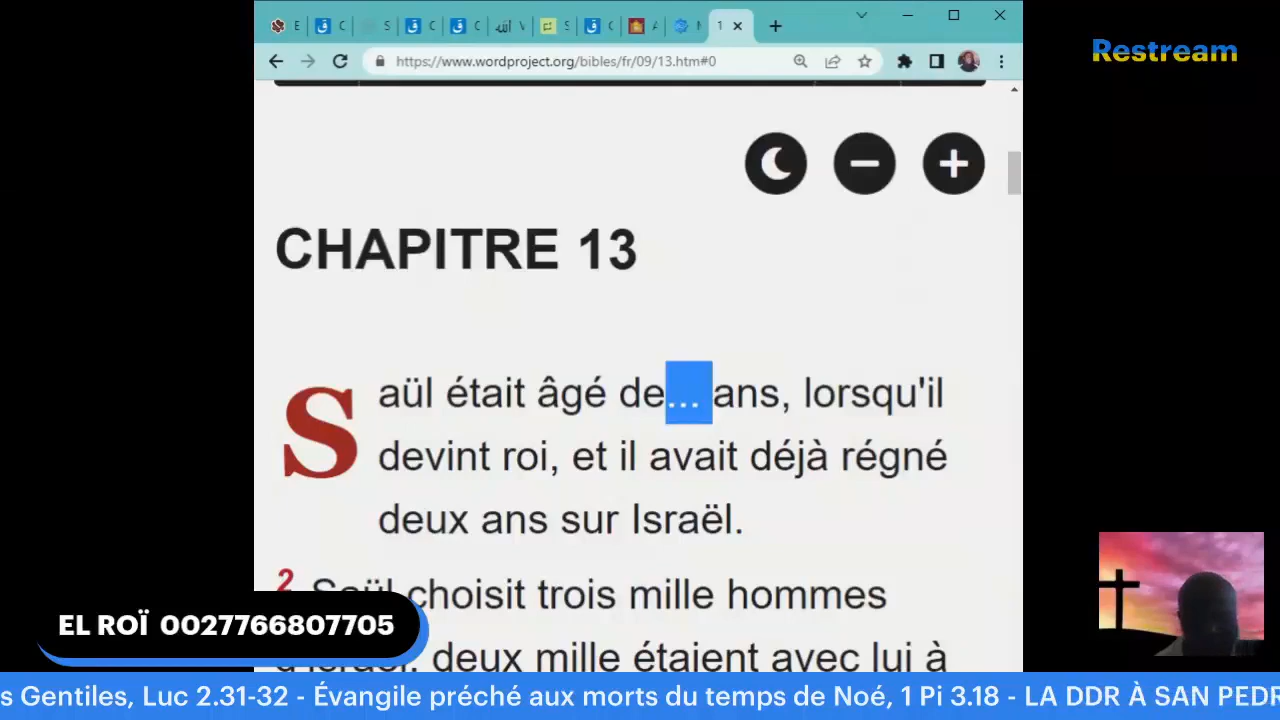 Restream
https://www.wordproject.org/bibles/fr/09/13.htm#0
CHAPITRE 13
Saül était âgé de... ans, lorsqu'il
devint roi, et il avait déjà régné
deux ans sur Israël.
2 Saül choisit trois mille hommes
d'Israël: deux mille étaient avec lui à
EL ROÏ 0027766807705
s Gentiles, Luc 2.31-32 - Évangile préché aux morts du temps de Noé, 1 Pi 3.18 - LA DDR À SAN PEDR